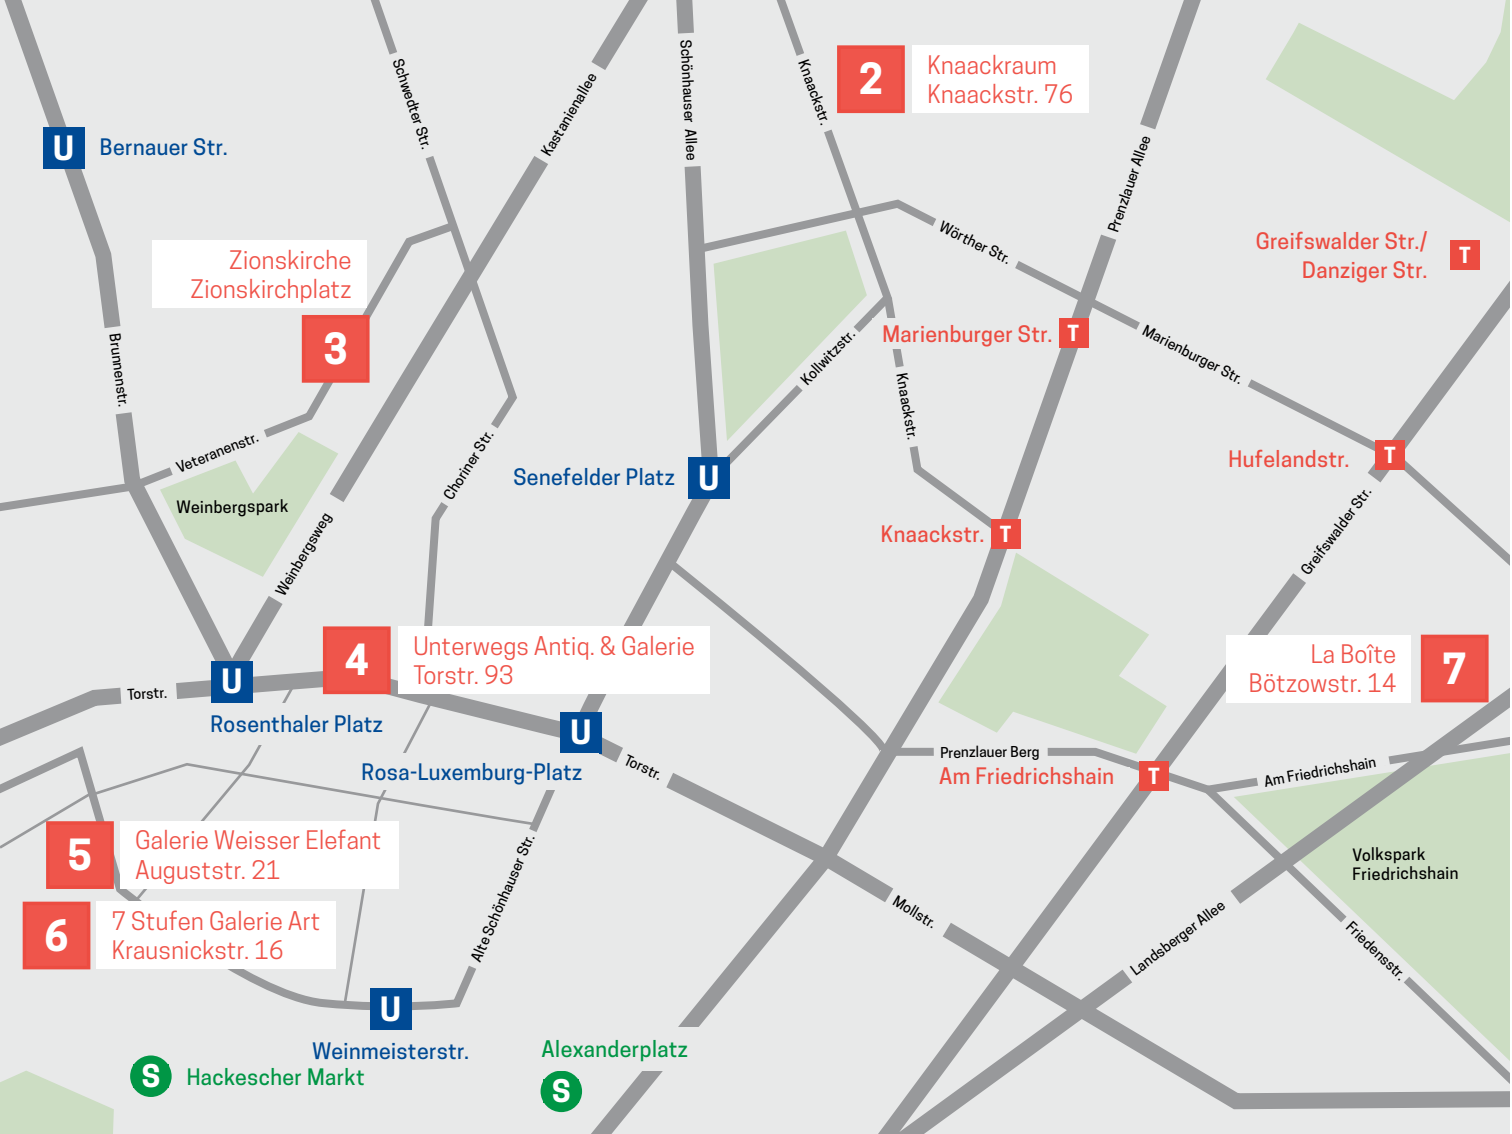 Schwedter Str.
Kastanienallee
Schönhauser Allee
Knaackstr.
2
Knaackraum
Knaackstr. 76
Prenzlauer Allee
U
Bernauer Str.
Zionskirche
Zionskirchplatz
3
Wörther Str.
Greifswalder Str./
Danziger Str.
T
Brunnenstr.
Marienburger Str.
T
Marienburger Str.
Kollwitzstr.
Knaackstr.
Veteranenstr.
Choriner Str.
Hufelandstr.
T
Senefelder Platz
U
Weinbergspark
Weinbergsweg
Knaackstr.
T
Greifswalder Str.
4
Unterwegs Antiq. & Galerie
Torstr. 93
La Boîte
Bötzowstr. 14
7
Torstr.
U
Rosenthaler Platz
U
Rosa-Luxemburg-Platz
Torstr.
Prenzlauer Berg
Am Friedrichshain
T
Am Friedrichshain
5
Galerie Weisser Elefant
Auguststr. 21
Volkspark
Friedrichshain
6
7 Stufen Galerie Art
Krausnickstr. 16
Alte Schönhauser Str.
Mollstr.
Landsberger Allee
Friedensstr.
U
Weinmeisterstr.
S
Hackescher Markt
Alexanderplatz
S